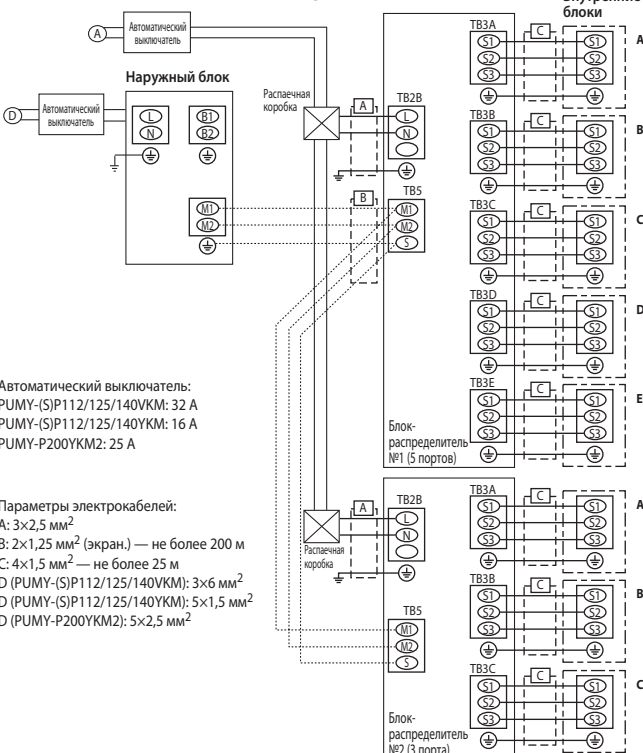 Внутренние
блоки
A
Автоматический
выключатель
Наружный блок
D
Автоматический
выключатель
L
N
B1
B2
M1
M2
Распаечная
коробка
A
TB2B
L
N
B
TB5
M1
M2
S
TB3A
S1
S2
S3
C
S1
S2
S3
A
TB3B
S1
S2
S3
C
S1
S2
S3
B
TB3C
S1
S2
S3
C
S1
S2
S3
C
TB3D
S1
S2
S3
C
S1
S2
S3
D
TB3E
S1
S2
S3
C
S1
S2
S3
E
Блок-
распределитель
№1 (5 портов)
Автоматический выключатель:
PUMY-(S)P112/125/140VKM: 32 А
PUMY-(S)P112/125/140YKM: 16 А
PUMY-P200YKM2: 25 А
Параметры электрокабелей:
A: 3×2,5 мм²
B: 2×1,25 мм² (экран.) — не более 200 м
C: 4×1,5 мм² — не более 25 м
D (PUMY-(S)P112/125/140VKM): 3×6 мм²
D (PUMY-(S)P112/125/140YKM): 5×1,5 мм²
D (PUMY-P200YKM2): 5×2,5 мм²
Распаечная
коробка
A
TB2B
L
N
TB5
M1
M2
S
TB3A
S1
S2
S3
C
S1
S2
S3
A
TB3B
S1
S2
S3
C
S1
S2
S3
B
TB3C
S1
S2
S3
C
S1
S2
S3
C
Блок-
распределитель
№2 (3 порта)